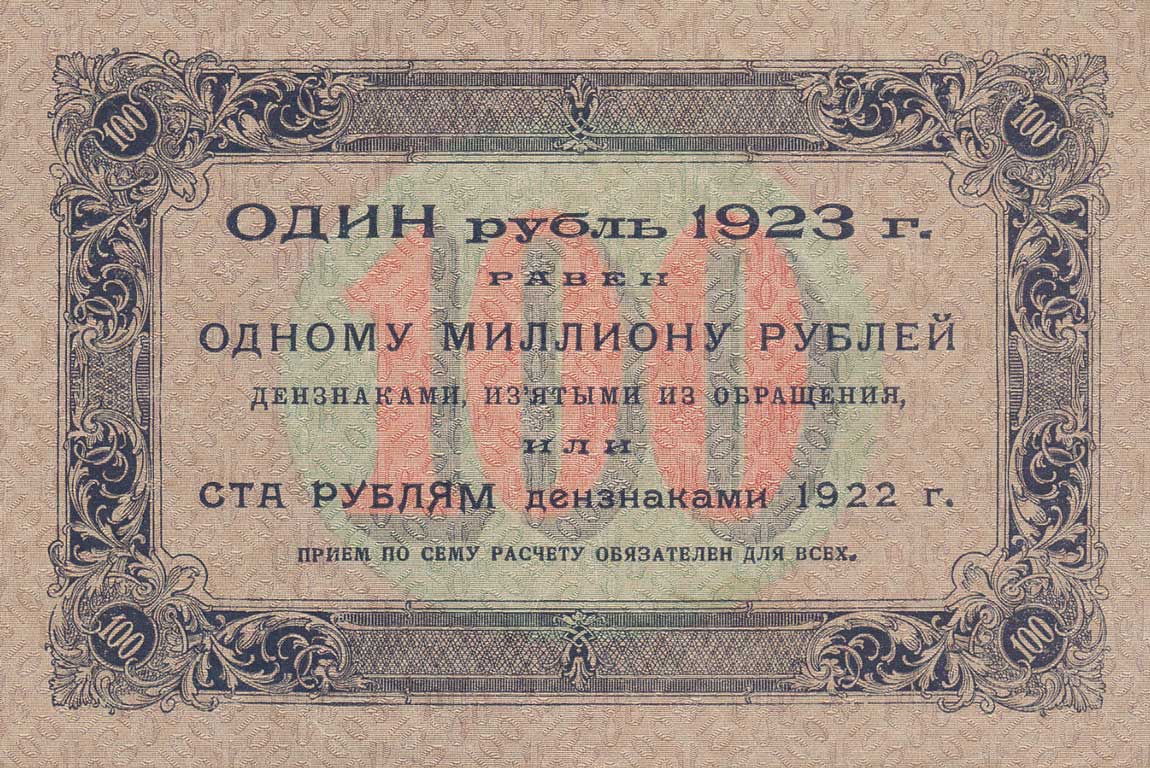 100 100
ОДИН рубль 1923 г.
РАВЕН
ОДНОМУ МИЛЛИОНУ РУБЛЕЙ
ДЕНЗНАКАМИ, ИЗ'ЯТЫМИ ИЗ ОБРАЩЕНИЯ,
ИЛИ
СТА РУБЛЯМ дензнаками 1922 г.
ПРИЕМ ПО СЕМУ РАСЧЕТУ ОБЯЗАТЕЛЕН ДЛЯ ВСЕХ.
100
100 100